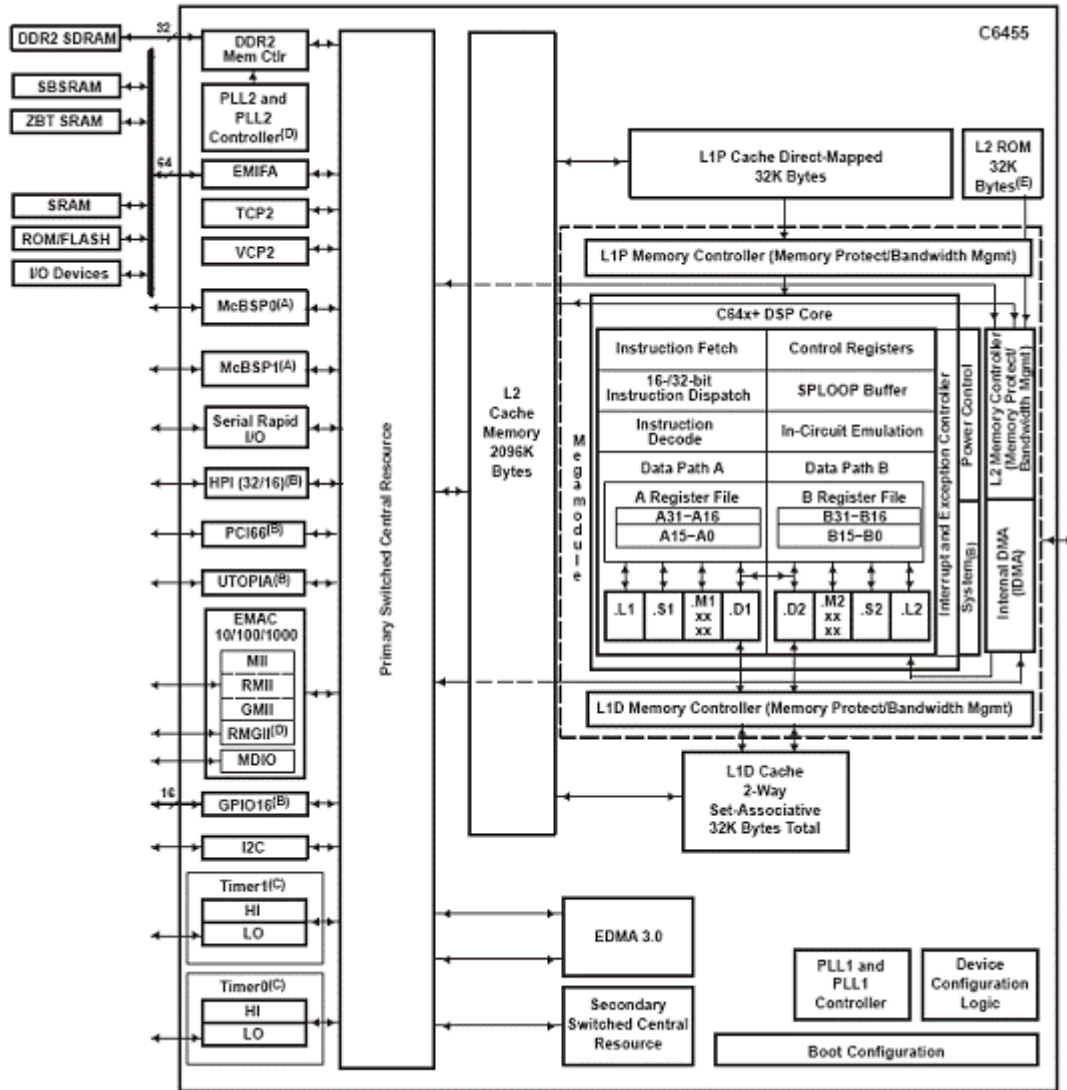 C6455
32
DDR2 SDRAM
SBSRAM
ZBT SRAM
64
SRAM
ROM/FLASH
I/O Devices
DDR2
Mem Ctlr
PLL2 and
PLL2
Controller(D)
EMIFA
TCP2
VCP2
McBSP0(A)
McBSP1(A)
Serial Rapid
I/O
HPI (32/16)(B)
PCI66(B)
UTOPIA(B)
EMAC
10/100/1000
MII
RMII
GMII
RMGII(D)
MDIO
16
GPIO16(B)
I2C
Timer1(C)
HI
LO
Timer0(C)
HI
LO
Primary Switched Central Resource
L2
Cache
Memory
2096K
Bytes
L1P Cache Direct-Mapped
32K Bytes
L2 ROM
32K
Bytes(E)
L1P Memory Controller (Memory Protect/Bandwidth Mgmt)
Megamodule
C64x+ DSP Core
Instruction Fetch
Control Registers
16-/32-bit
Instruction Dispatch
SPLOOP Buffer
Instruction
Decode
In-Circuit Emulation
Data Path A
Data Path B
A Register File
A31−A16
A15−A0
B Register File
B31−B16
B15−B0
.L1
.S1
.M1
xx
xx
.D1
.D2
.M2
xx
xx
.S2
.L2
Interrupt and Exception Controller
Power Control
System(B)
L2 Memory Controller
(Memory Protect/
Bandwidth Mgmt)
Internal DMA
(IDMA)
L1D Memory Controller (Memory Protect/Bandwidth Mgmt)
L1D Cache
2-Way
Set-Associative
32K Bytes Total
EDMA 3.0
Secondary
Switched Central
Resource
PLL1 and
PLL1
Controller
Device
Configuration
Logic
Boot Configuration